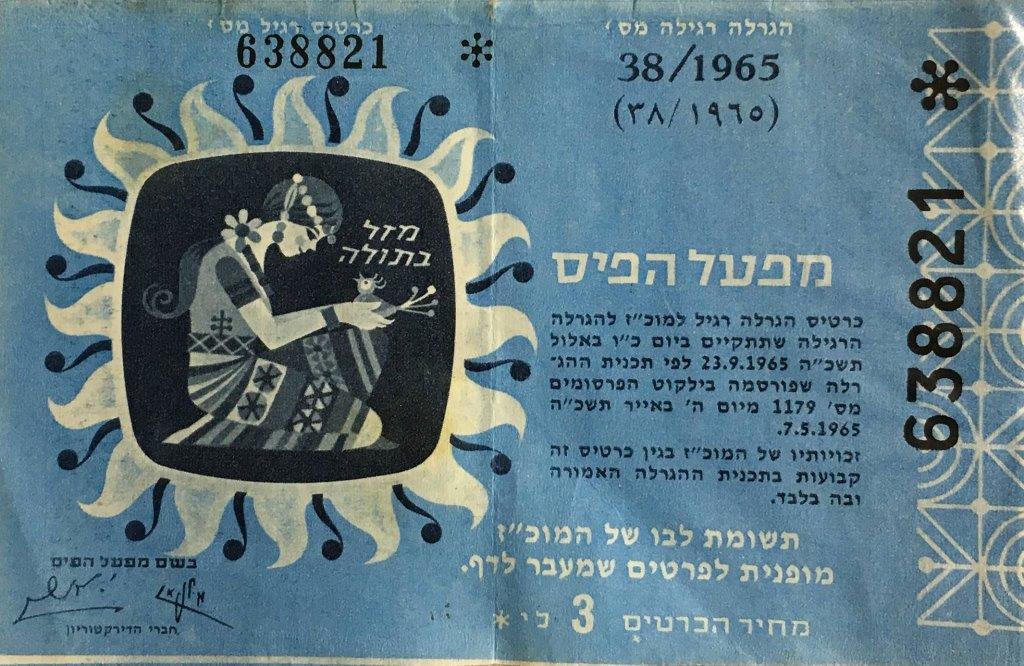 הגרלה רגילה מס׳
38/1965
(٣٨/١٩٦٥)
כרטיס רגיל מס׳
638821
*
מזל
בתולה
מפעל הפיס
כרטיס הגרלה רגיל למוכ״ז להגרלה
הרגילה שתתקיים ביום כ״ו באלול
תשכ״ה 23.9.1965 לפי תכנית ההג־
רלה שפורסמה בילקוט הפרסומים
מס׳ 1179 מיום ה׳ באייר תשכ״ה
7.5.1965.
זכויותיו של המוכ״ז בגין כרטיס זה
קבועות בתכנית ההגרלה האמורה
ובה בלבד.
תשומת לבו של המוכ״ז
מופנית לפרטים שמעבר לדף.
מחיר הכרטיס 3 ל״י *
בשם מפעל הפיס
חברי הדירקטוריון
638821 *